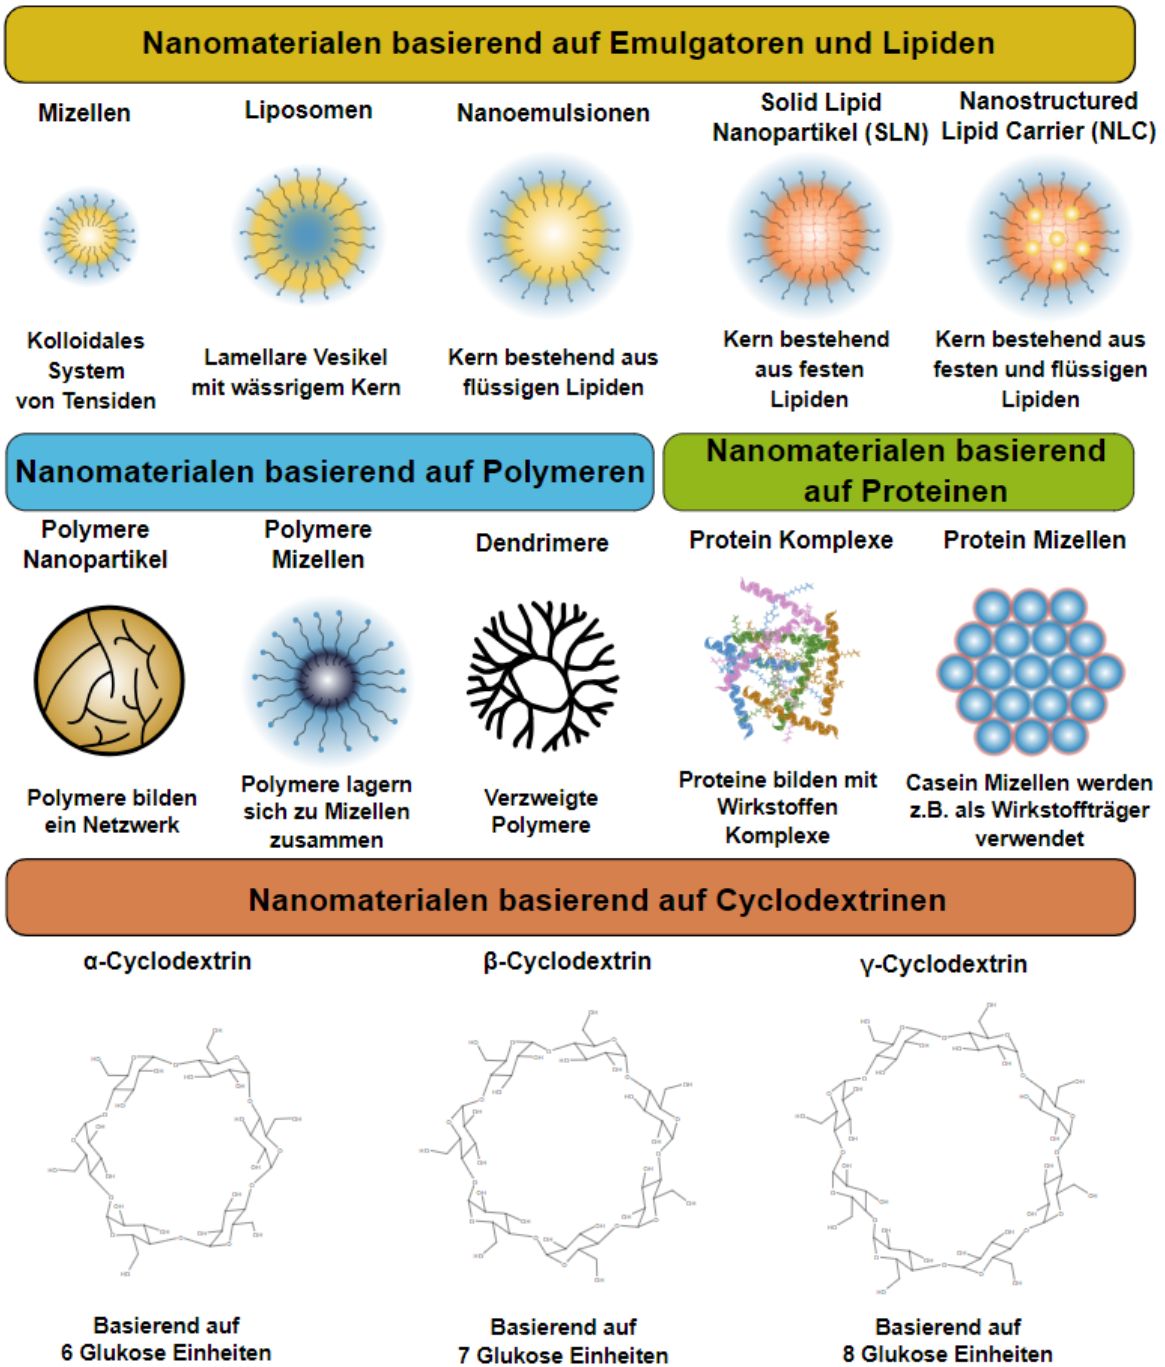 Nanomaterialen basierend auf Emulgatoren und Lipiden
Mizellen
Liposomen
Nanoemulsionen
Solid Lipid
Nanopartikel (SLN)
Nanostructured
Lipid Carrier (NLC)
Kolloidales
System
von Tensiden
Lamellare Vesikel
mit wässrigem Kern
Kern bestehend aus
flüssigen Lipiden
Kern bestehend
aus festen
Lipiden
Kern bestehend aus
festen und flüssigen
Lipiden
Nanomaterialen basierend auf Polymeren
Nanomaterialen basierend
auf Proteinen
Polymere
Nanopartikel
Polymere
Mizellen
Dendrimere
Protein Komplexe
Protein Mizellen
Polymere bilden
ein Netzwerk
Polymere lagern
sich zu Mizellen
zusammen
Verzweigte
Polymere
Proteine bilden mit
Wirkstoffen
Komplexe
Casein Mizellen werden
z.B. als Wirkstoffträger
verwendet
Nanomaterialen basierend auf Cyclodextrinen
α-Cyclodextrin
β-Cyclodextrin
γ-Cyclodextrin
Basierend auf
6 Glukose Einheiten
Basierend auf
7 Glukose Einheiten
Basierend auf
8 Glukose Einheiten